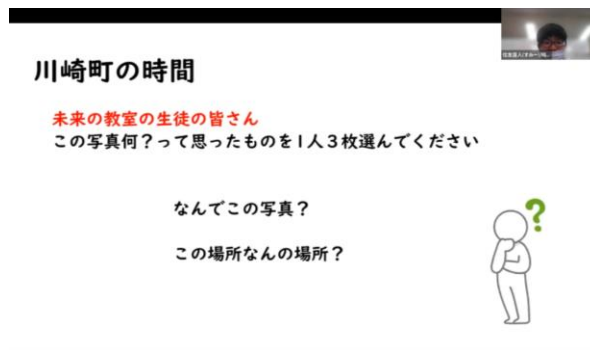 川崎町の時間
未来の教室の生徒の皆さん
この写真何?って思ったものを1人3枚選んでください
なんでこの写真?
この場所なんの場所?
?